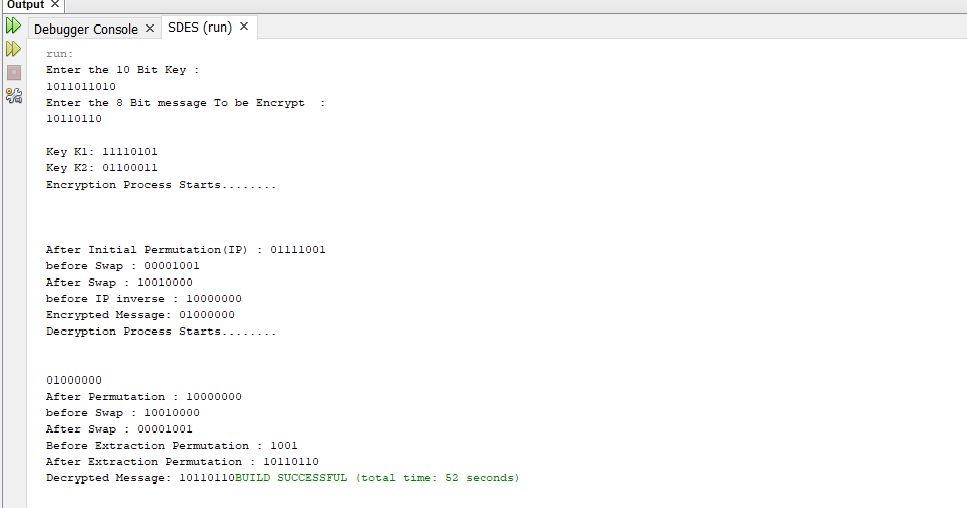 Output ×
Debugger Console × SDES (run) ×
run:
Enter the 10 Bit Key :
1011011010
Enter the 8 Bit message To be Encrypt  :
10110110
Key K1: 11110101
Key K2: 01100011
Encryption Process Starts........
After Initial Permutation(IP) : 01111001
before Swap : 00001001
After Swap : 10010000
before IP inverse : 10000000
Encrypted Message: 01000000
Decryption Process Starts........
01000000
After Permutation : 10000000
before Swap : 10010000
After Swap : 00001001
Before Extraction Permutation : 1001
After Extraction Permutation : 10110110
Decrypted Message: 10110110BUILD SUCCESSFUL (total time: 52 seconds)